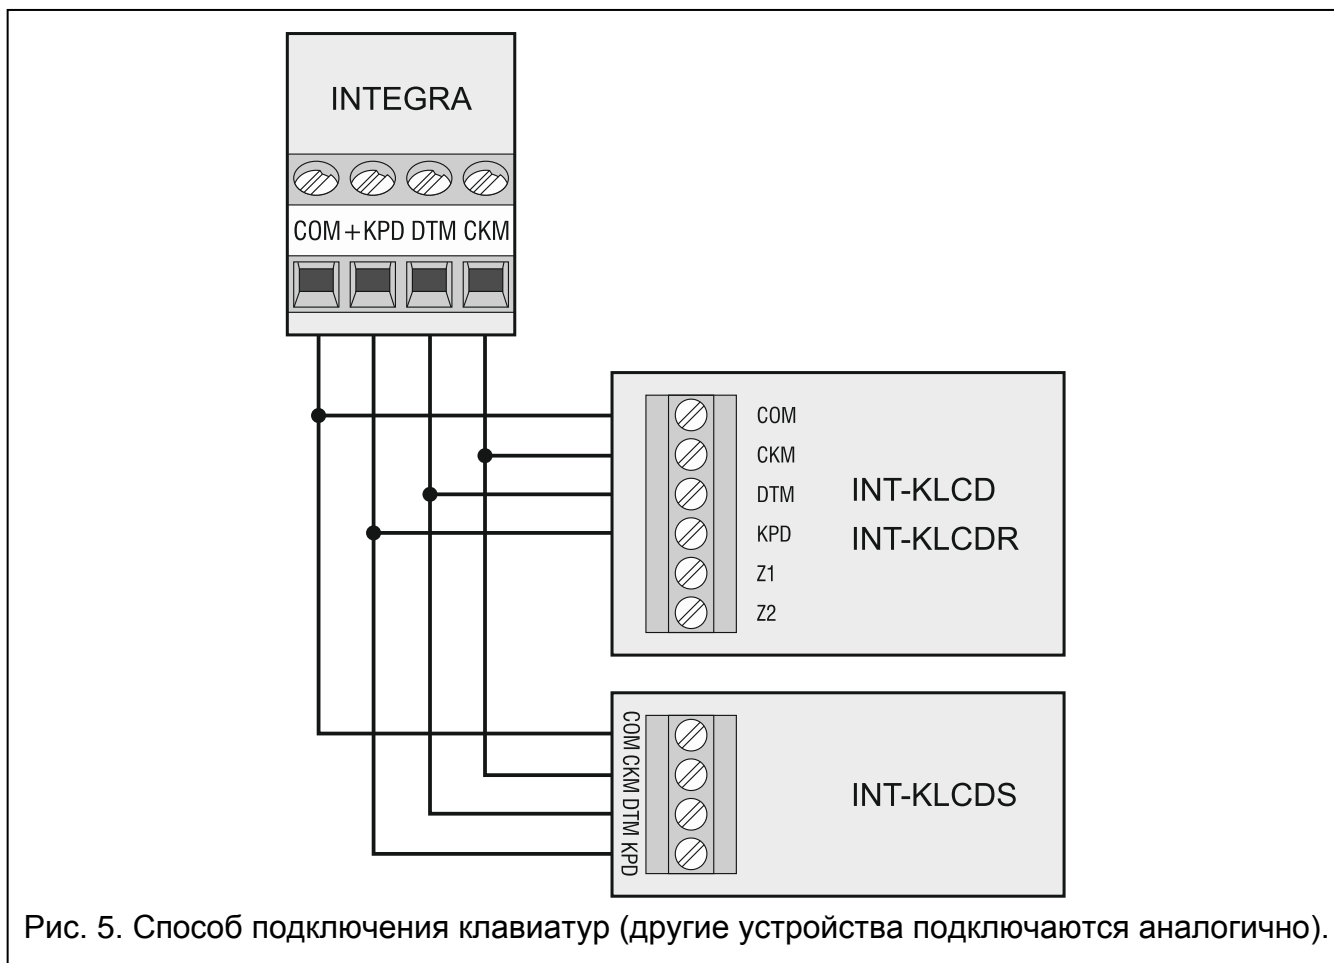 INTEGRA
COM +KPD DTM CKM
COM
CKM
DTM
KPD
Z1
Z2
INT-KLCD
INT-KLCDR
COM CKM DTM KPD
INT-KLCDS
Рис. 5. Способ подключения клавиатур (другие устройства подключаются аналогично).